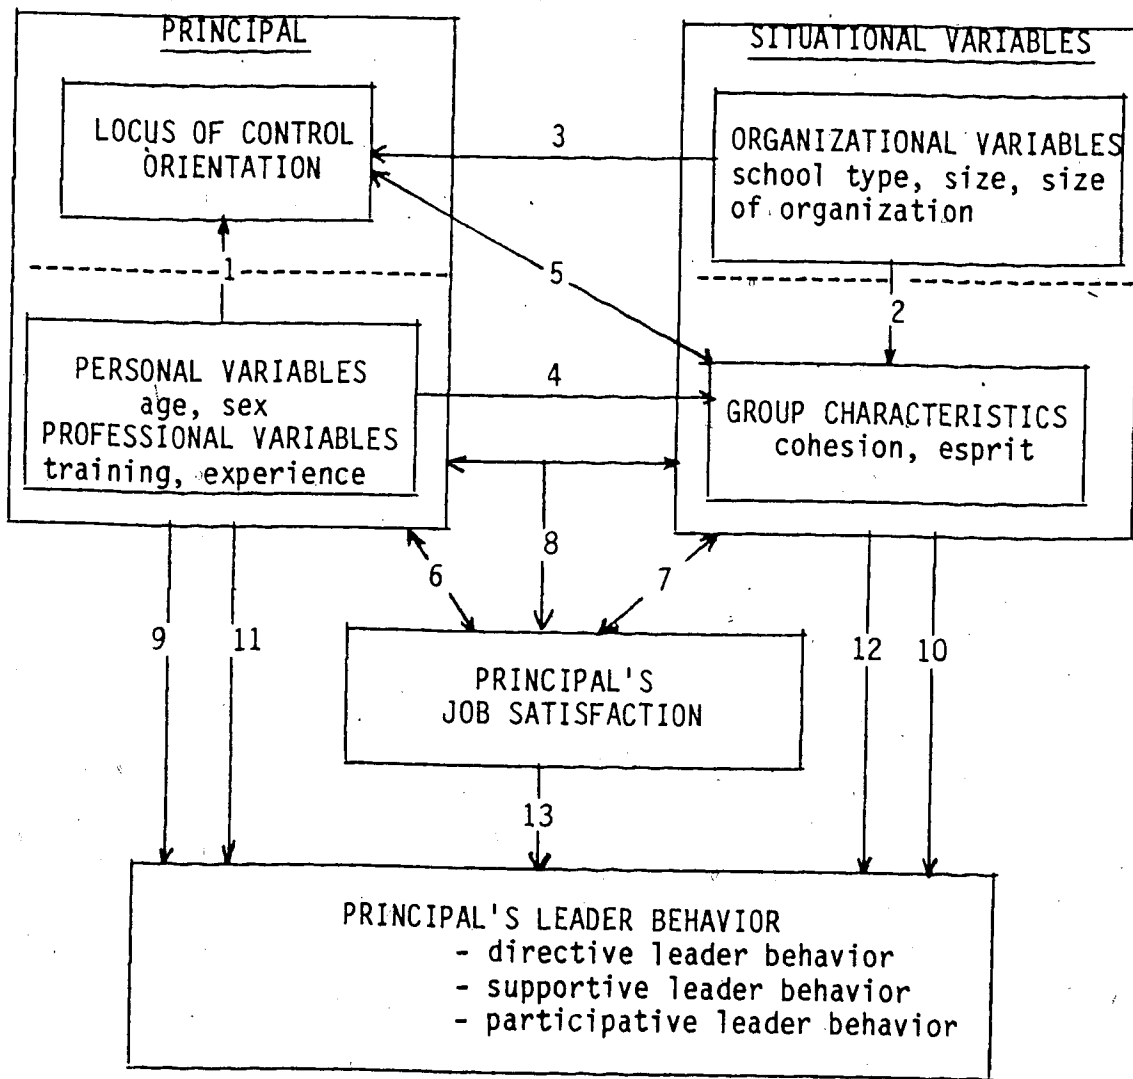 PRINCIPAL
SITUATIONAL VARIABLES
LOCUS OF CONTROL
ORIENTATION
3
ORGANIZATIONAL VARIABLES
school type, size, size
of organization
1
5
2
PERSONAL VARIABLES
age, sex
PROFESSIONAL VARIABLES
training, experience
4
GROUP CHARACTERISTICS
cohesion, esprit
8
6
7
9
11
12
10
PRINCIPAL'S
JOB SATISFACTION
13
PRINCIPAL'S LEADER BEHAVIOR
- directive leader behavior
- supportive leader behavior
- participative leader behavior